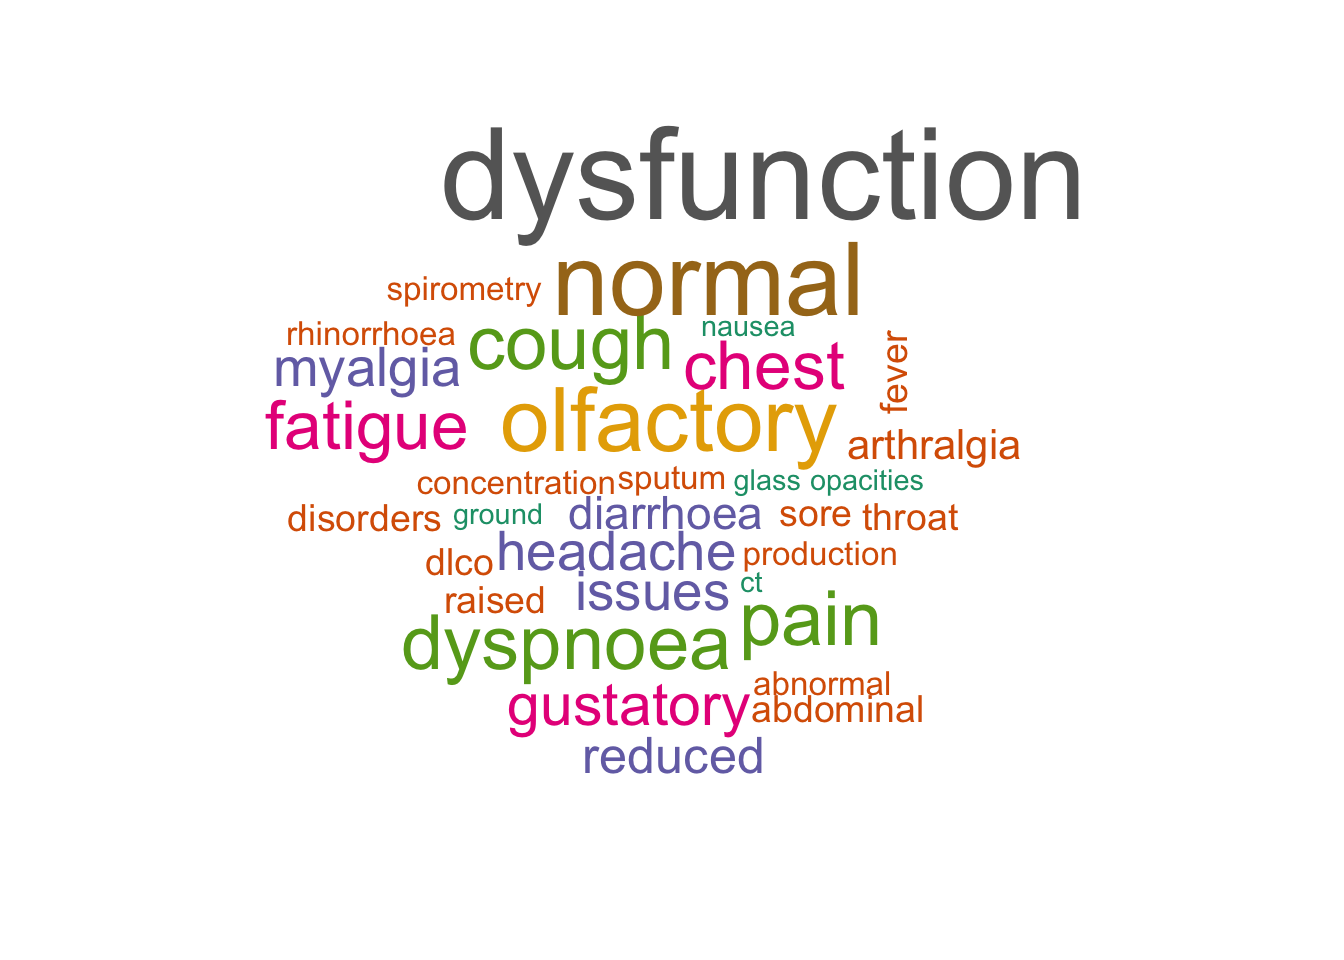 dysfunction
spirometry normal
rhinorrhoea cough nausea
myalgia chest fever
fatigue olfactory arthralgia
concentration sputum glass opacities
disorders ground diarrhoea sore throat
dlco headache production
raised issues ct
dyspnoea pain
gustatory abnormal
abdominal
reduced